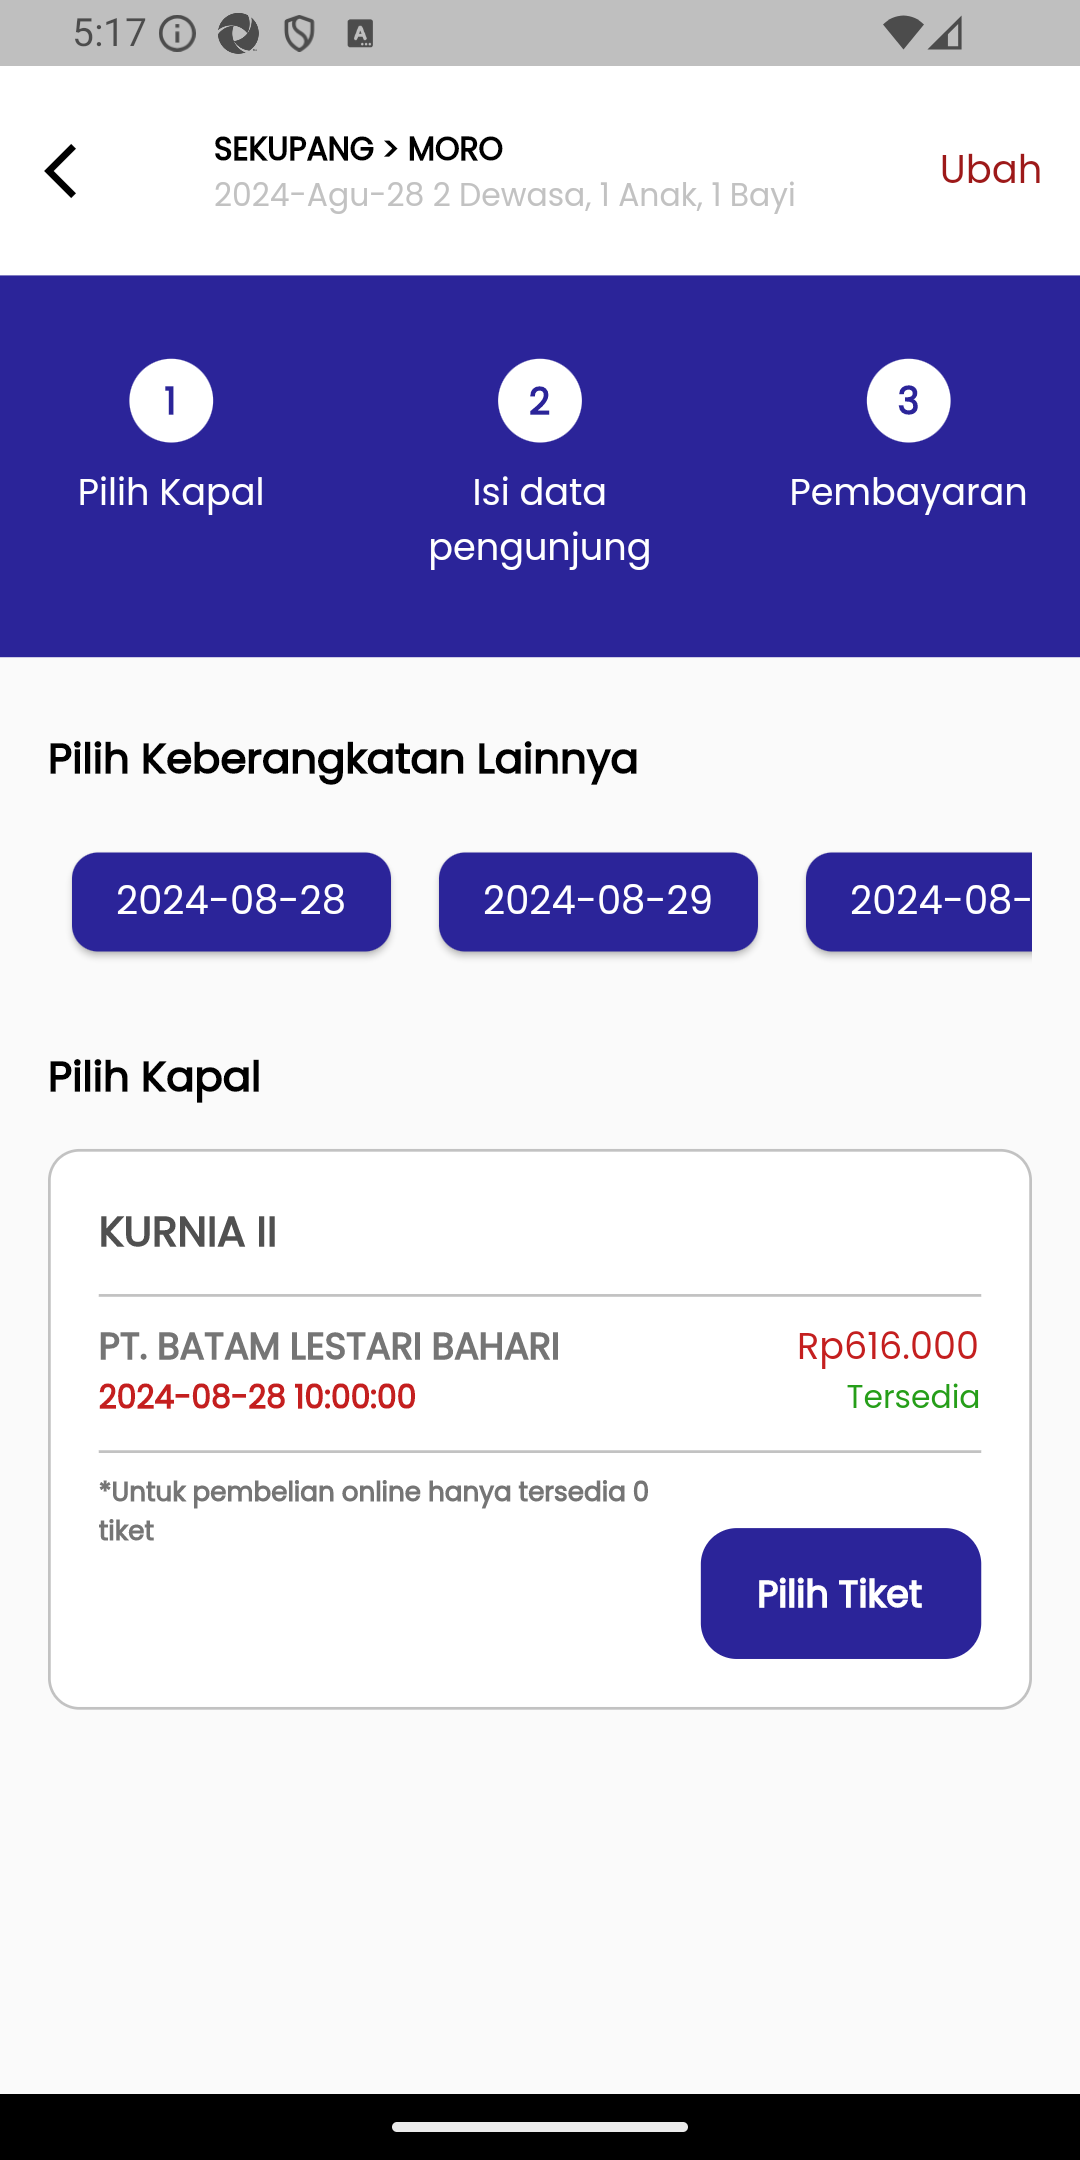 5:17
SEKUPANG > MORO
2024-Agu-28 2 Dewasa, 1 Anak, 1 Bayi
Ubah
1
Pilih Kapal
2
Isi data
pengunjung
3
Pembayaran
Pilih Keberangkatan Lainnya
2024-08-28
2024-08-29
2024-08-
Pilih Kapal
KURNIA II
PT. BATAM LESTARI BAHARI
Rp616.000
2024-08-28 10:00:00
Tersedia
*Untuk pembelian online hanya tersedia 0
tiket
Pilih Tiket